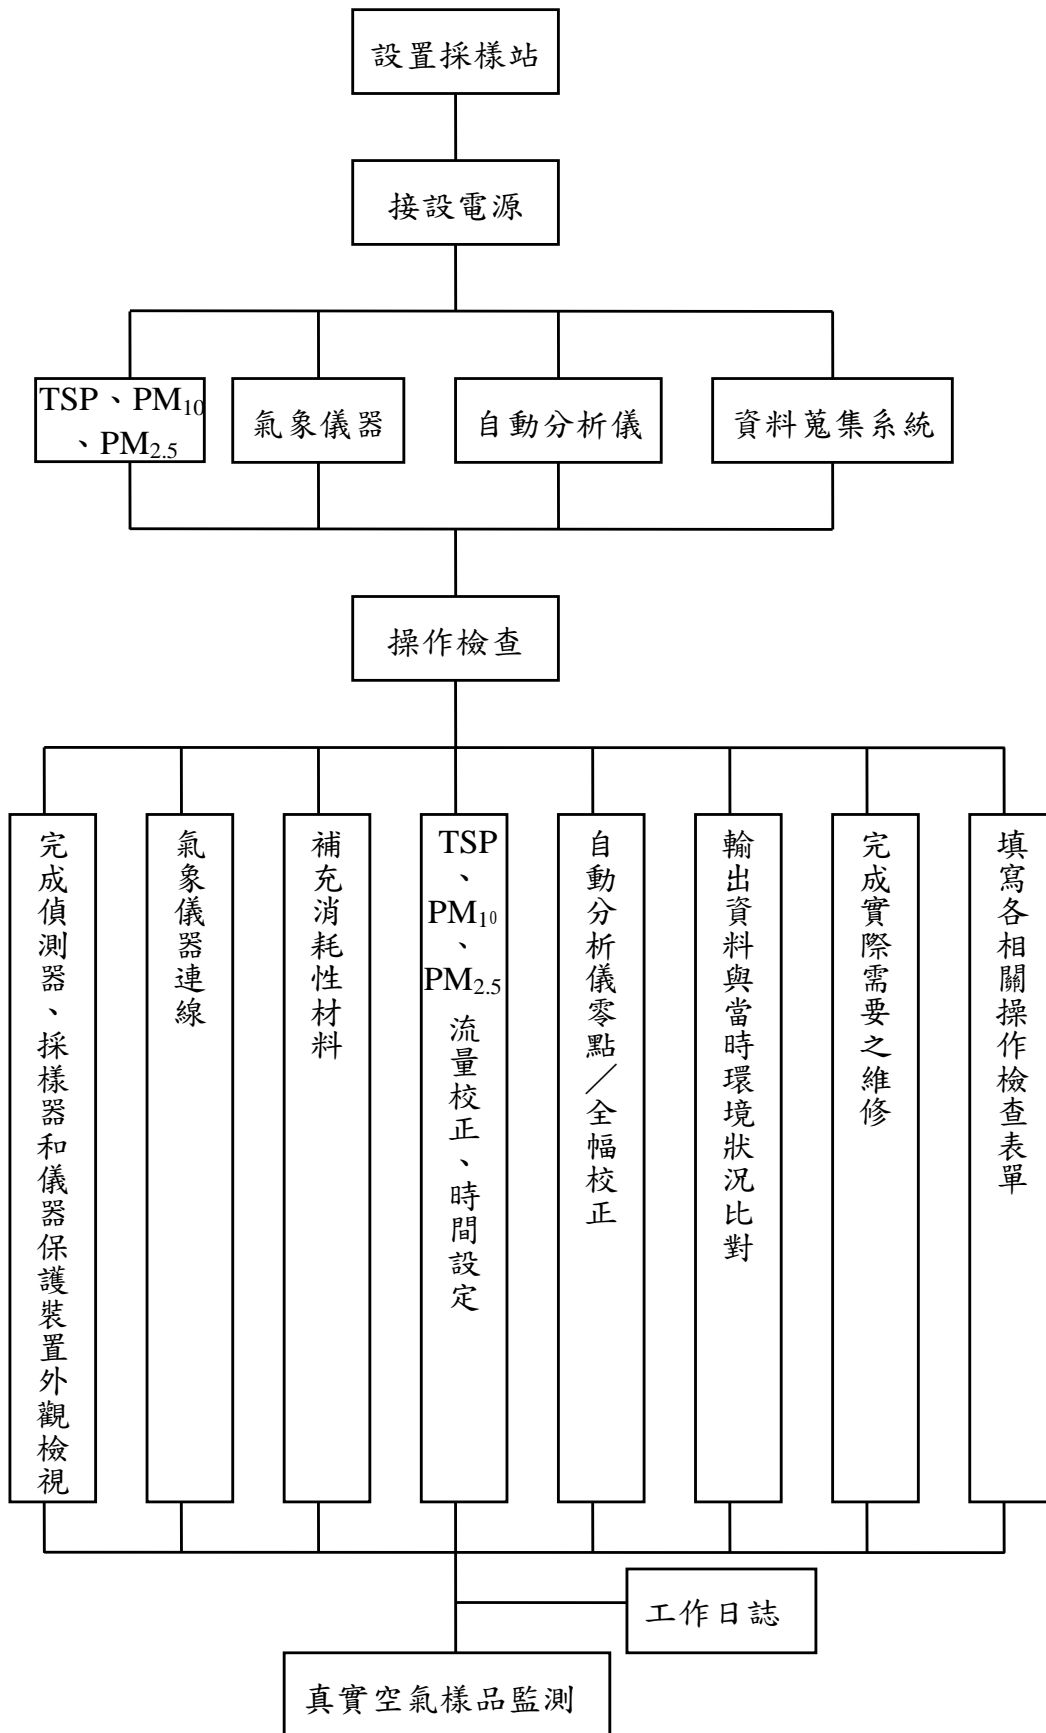 設置採樣站
接設電源
TSP、PM₁₀
、PM₂.₅
氣象儀器
自動分析儀
資料蒐集系統
操作檢查
完成偵測器、採樣器和儀器保護裝置外觀檢視
氣象儀器連線
補充消耗性材料
TSP、PM₁₀、PM₂.₅流量校正、時間設定
自動分析儀零點／全幅校正
輸出資料與當時環境狀況比對
完成實際需要之維修
填寫各相關操作檢查表單
工作日誌
真實空氣樣品監測